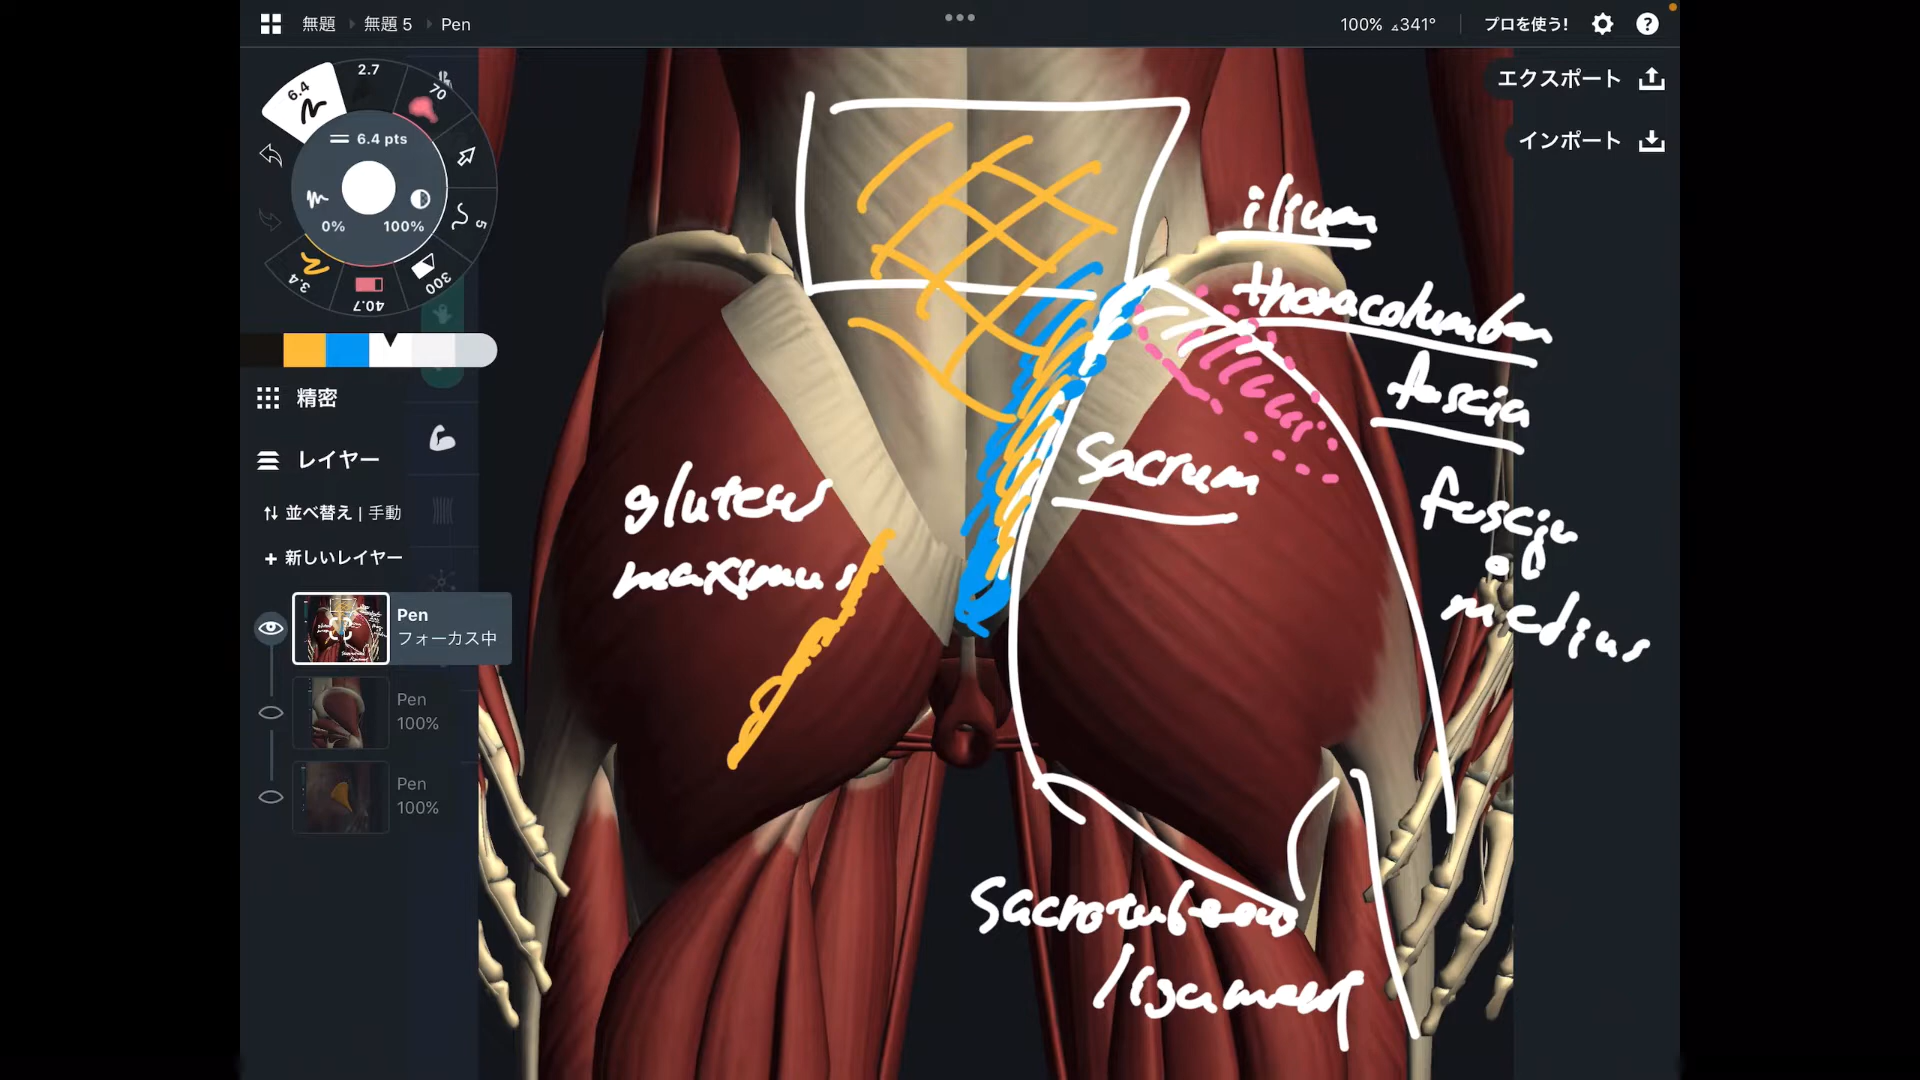 無題 › 無題 5 › Pen
100% ⊿341°
プロを使う!
エクスポート
インポート
2.7
6.4
70
6.4 pts
0%
100%
5
300
40.7
3.4
精密
レイヤー
並べ替え | 手動
+ 新しいレイヤー
Pen
フォーカス中
Pen
100%
Pen
100%
ilium
thoracolumbar
fascia
sacrum
gluteus
maximus
medius
ligament